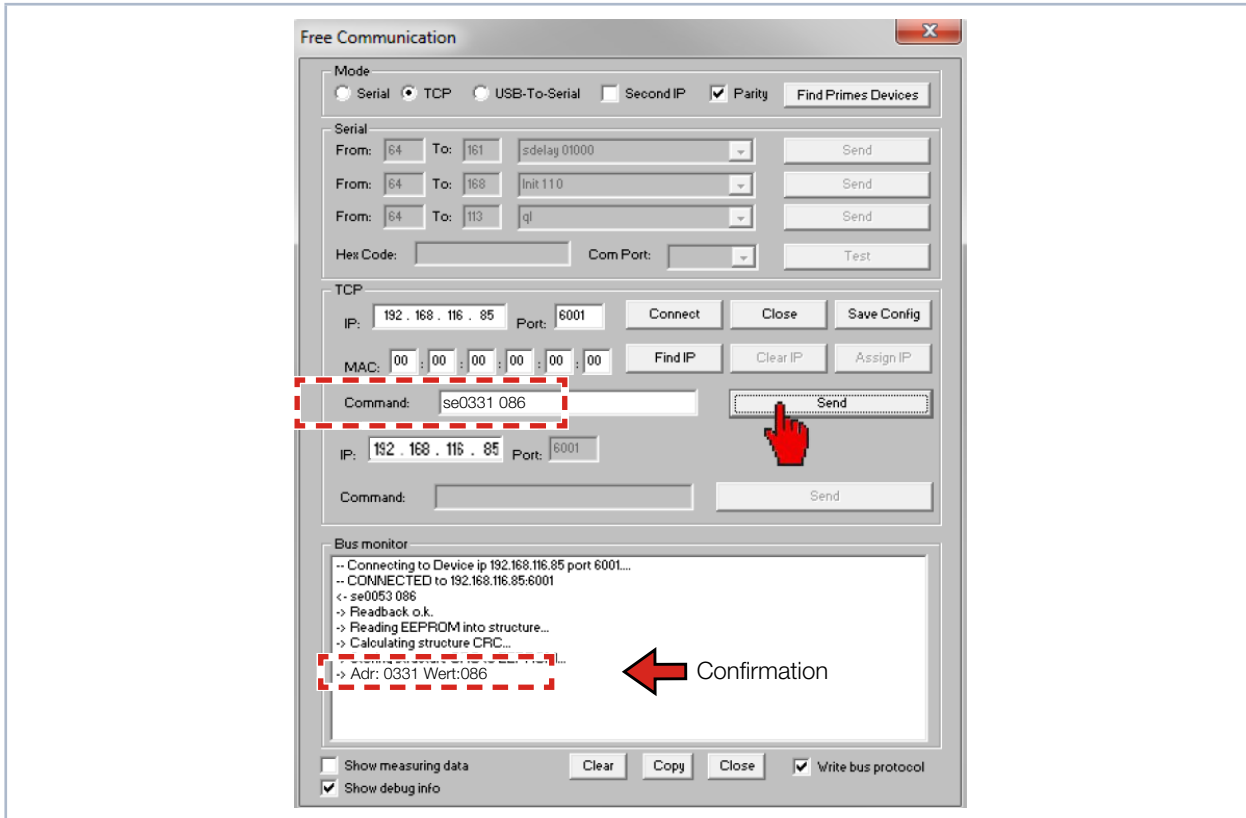 Free Communication
Mode
Serial TCP USB-To-Serial Second IP Parity Find Primes Devices
Serial
From: 64 To: 161 sdelay 01000 Send
From: 64 To: 168 Init 110 Send
From: 64 To: 113 ql Send
Hex Code: Com Port: Test
TCP
IP: 192 . 168 . 116 . 85 Port: 6001 Connect Close Save Config
MAC: 00 : 00 : 00 : 00 : 00 : 00 Find IP Clear IP Assign IP
Command: se0331 086 Send
IP: 192 . 168 . 116 . 85 Port: 6001
Command: Send
Bus monitor
-- Connecting to Device ip 192.168.116.85 port 6001....
-- CONNECTED to 192.168.116.85:6001
<- se0053 086
-> Readback o.k.
-> Reading EEPROM into structure...
-> Calculating structure CRC...
-> Adr: 0331 Wert:086
Confirmation
Show measuring data Clear Copy Close Write bus protocol
Show debug info